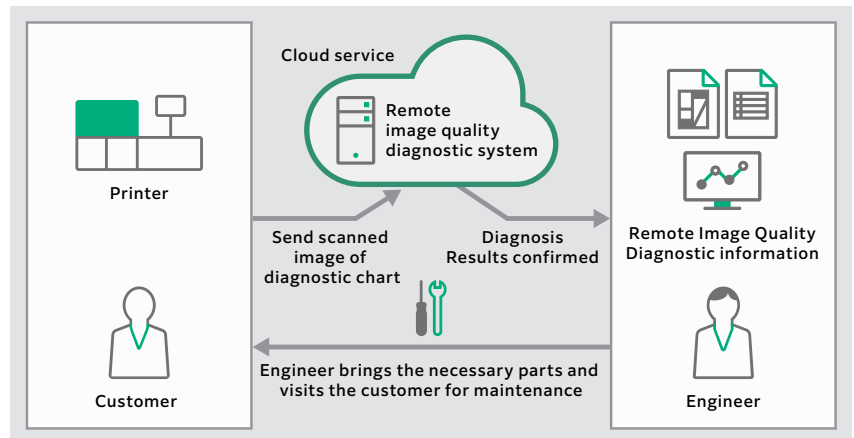 Cloud service
Remote
image quality
diagnostic system
Printer
Send scanned
image of
diagnostic chart
Diagnosis
Results confirmed
Remote Image Quality
Diagnostic information
Engineer brings the necessary parts and
visits the customer for maintenance
Customer
Engineer